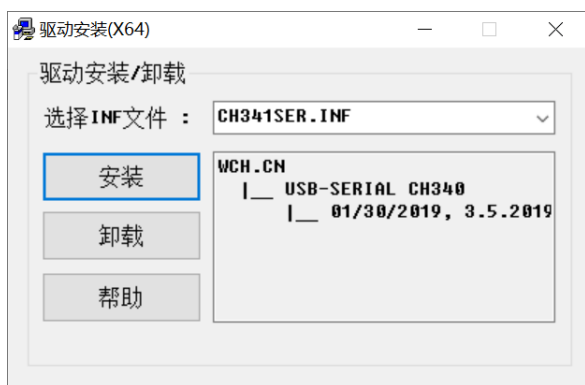 驱动安装(X64)
驱动安装/卸载
选择INF文件 : CH341SER.INF
安装
卸载
帮助
WCH.CN
|__ USB-SERIAL CH340
|__ 01/30/2019, 3.5.2019